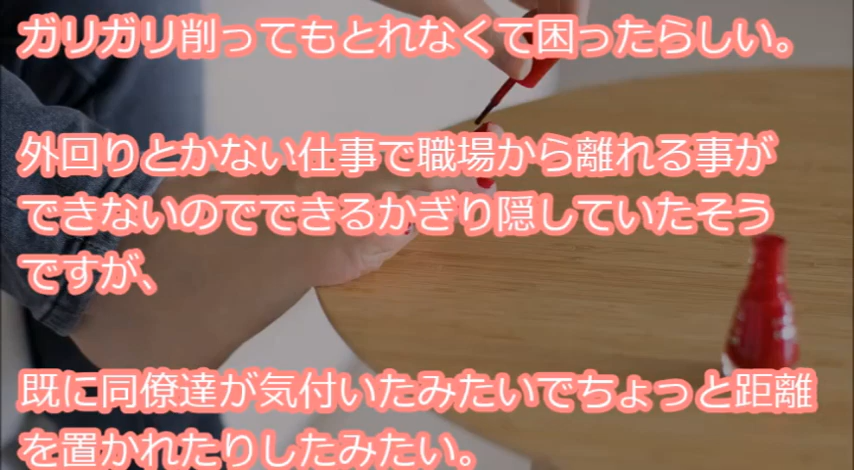 ガリガリ削ってもとれなくて困ったらしい。
外回りとかない仕事で職場から離れる事が
できないのでできるかぎり隠していたそう
ですが、
既に同僚達が気付いたみたいでちょっと距離
を置かれたりしたみたい。